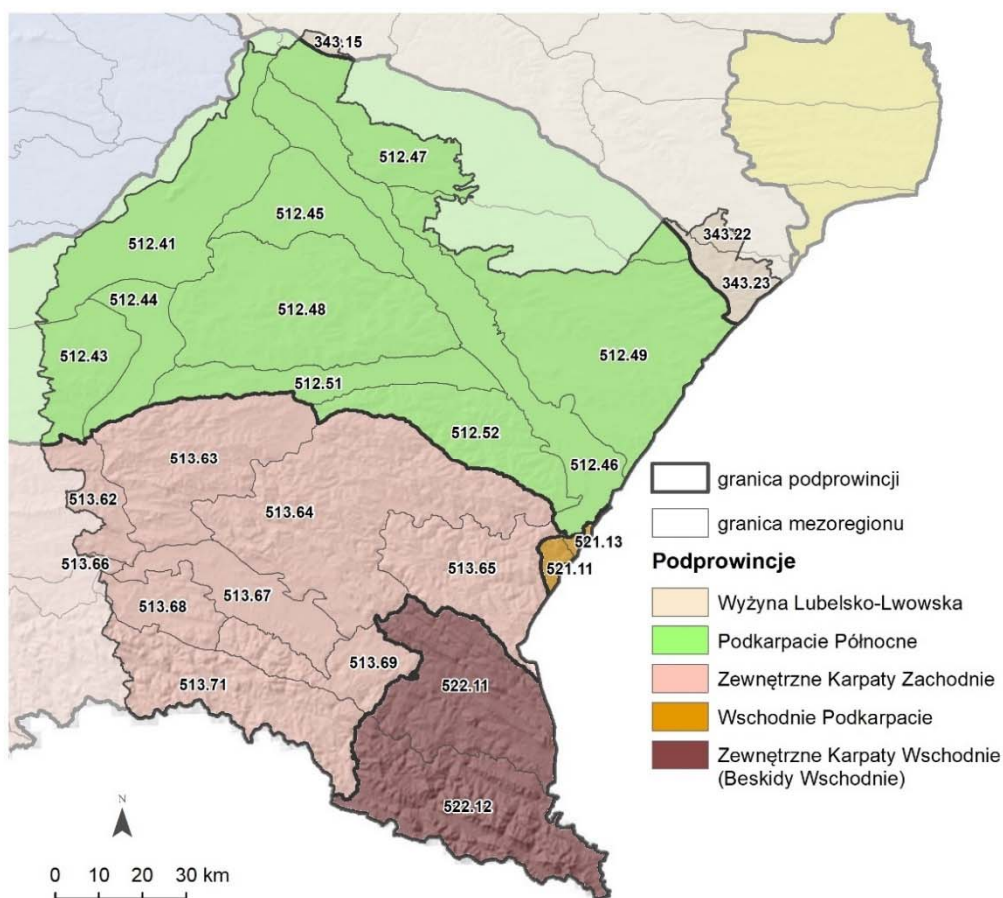 343.15
512.47
512.45
512.41
343.22
343.23
512.44
512.48
512.43
512.49
512.51
512.52
512.46
513.63
513.62
513.64
521.13
521.11
513.65
513.66
513.67
513.68
513.69
513.71
522.11
522.12
granica podprowincji
granica mezoregionu
Podprowincje
Wyżyna Lubelsko-Lwowska
Podkarpacie Północne
Zewnętrzne Karpaty Zachodnie
Wschodnie Podkarpacie
Zewnętrzne Karpaty Wschodnie
(Beskidy Wschodnie)
N
0 10 20 30 km